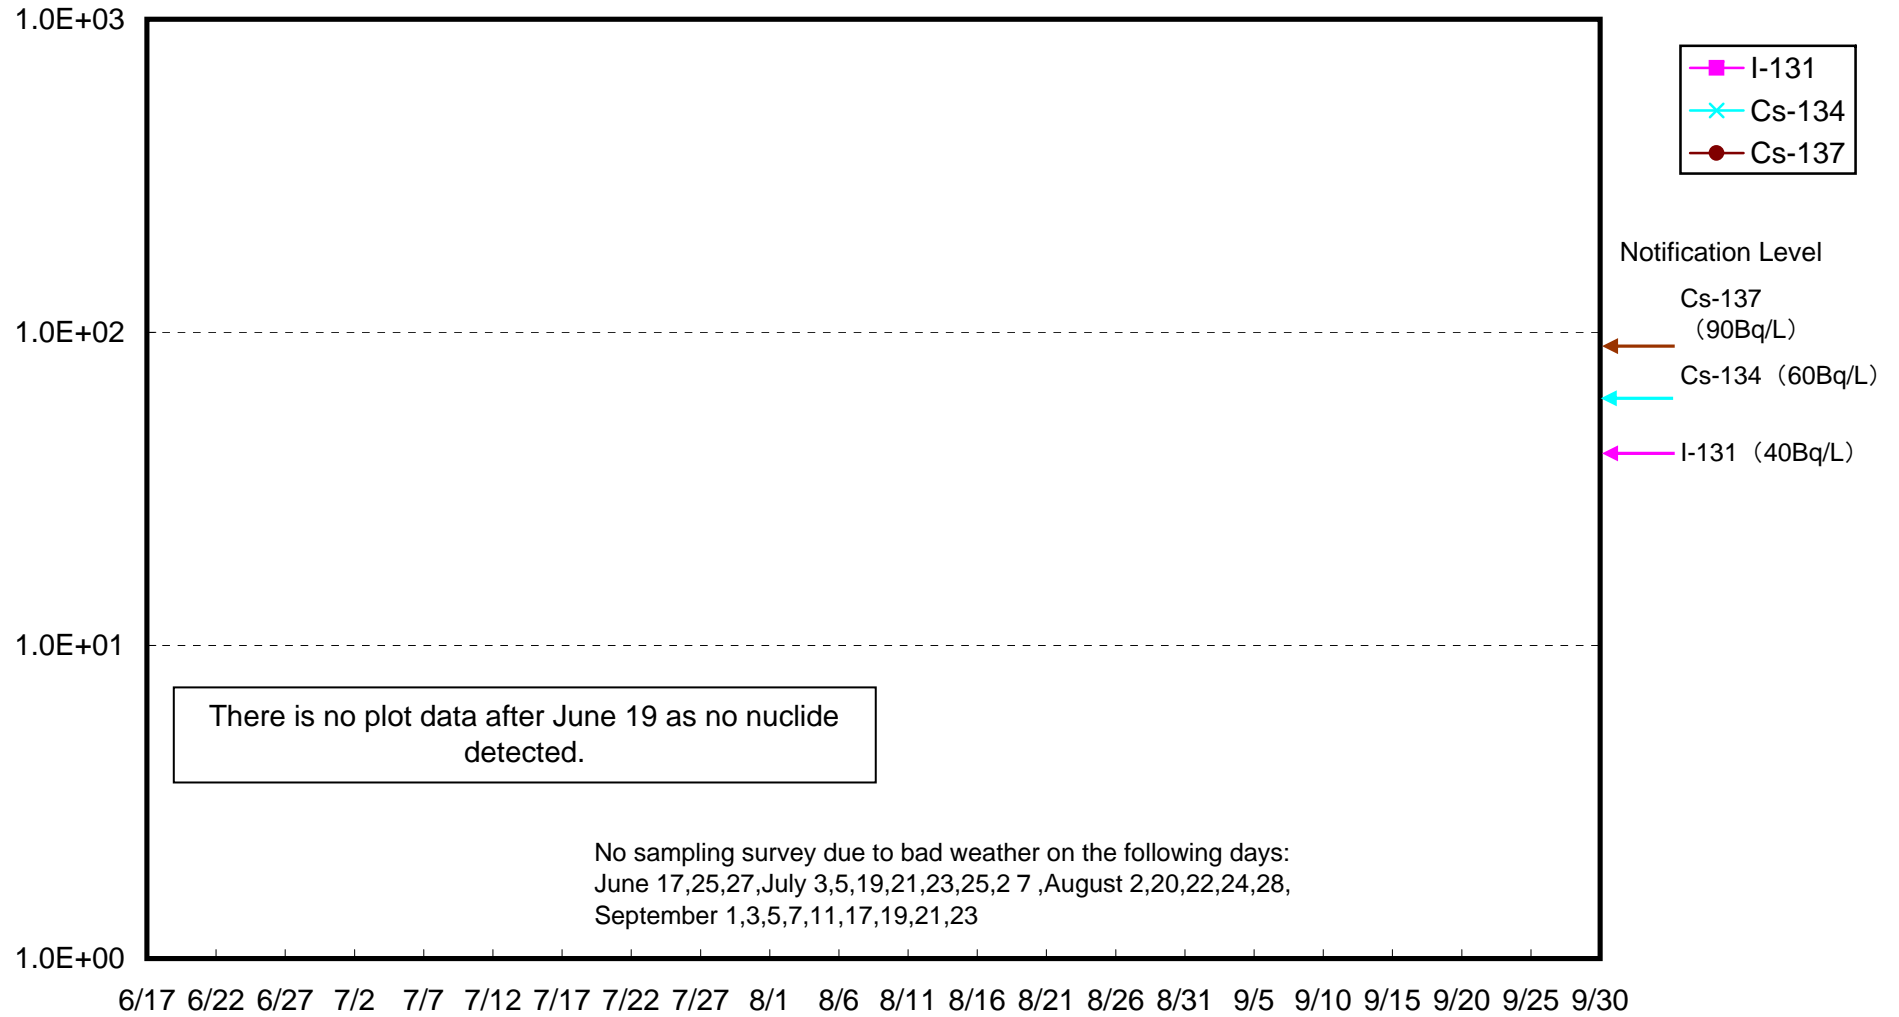 1.0E+03
1.0E+02
1.0E+01
1.0E+00
I-131
Cs-134
Cs-137
Notification Level
Cs-137
（90Bq/L）
Cs-134（60Bq/L）
I-131（40Bq/L）
There is no plot data after June 19 as no nuclide
detected.
No sampling survey due to bad weather on the following days:
June 17,25,27,July 3,5,19,21,23,25,2 7 ,August 2,20,22,24,28,
September 1,3,5,7,11,17,19,21,23
6/17 6/22 6/27 7/2 7/7 7/12 7/17 7/22 7/27 8/1 8/6 8/11 8/16 8/21 8/26 8/31 9/5 9/10 9/15 9/20 9/25 9/30